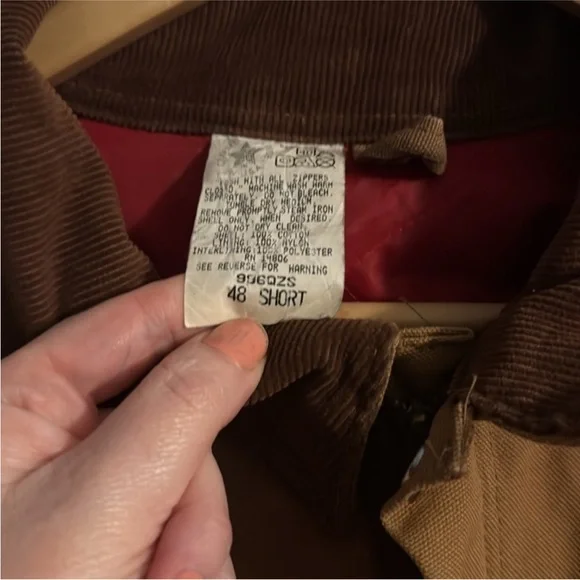 WASH WITH ALL ZIPPERS
CLOSED MACHINE WASH WARM
SEPARATELY DO NOT BLEACH.
TUMBLE DRY MEDIUM
REMOVE PROMPTLY STEAM IRON
SHELL ONLY, WHEN DESIRED.
DO NOT DRY CLEAN.
SHELL: 100% COTTON
LINING: 100% NYLON
INTERLINING: 100% POLYESTER
RN 14806
SEE REVERSE FOR WARNING
996QZS
48 SHORT